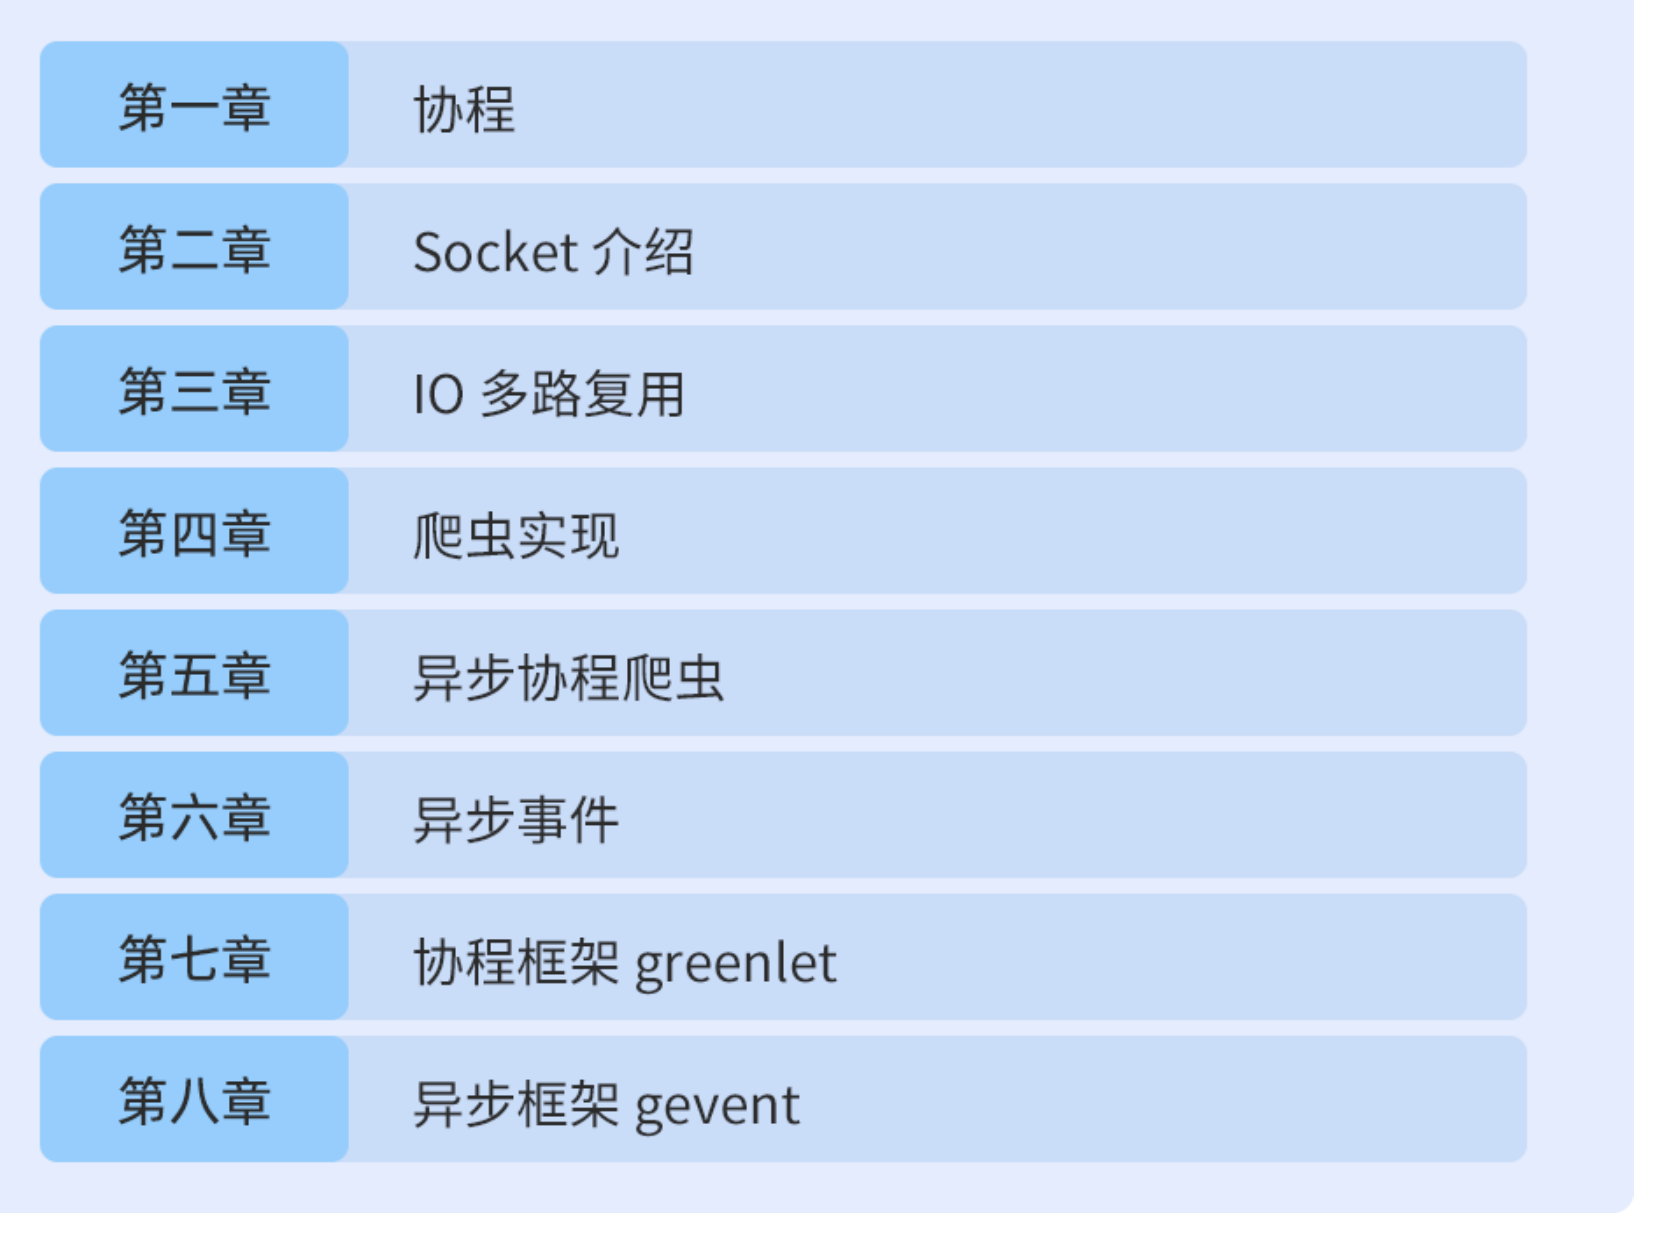 第一章 协程
第二章 Socket 介绍
第三章 IO 多路复用
第四章 爬虫实现
第五章 异步协程爬虫
第六章 异步事件
第七章 协程框架 greenlet
第八章 异步框架 gevent